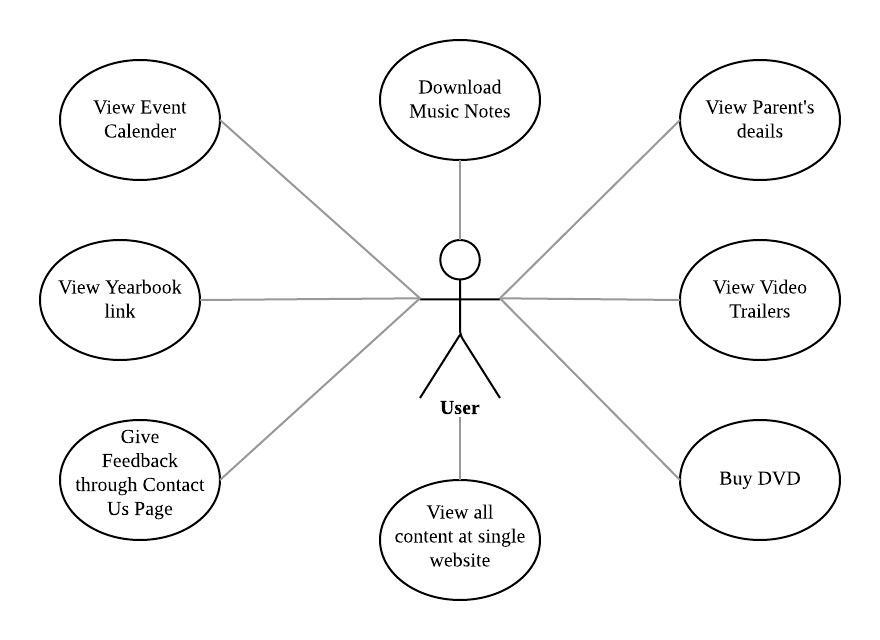 Download
Music Notes
View Event
Calender
View Parent's
deails
View Yearbook
link
View Video
Trailers
User
Give
Feedback
through Contact
Us Page
Buy DVD
View all
content at single
website